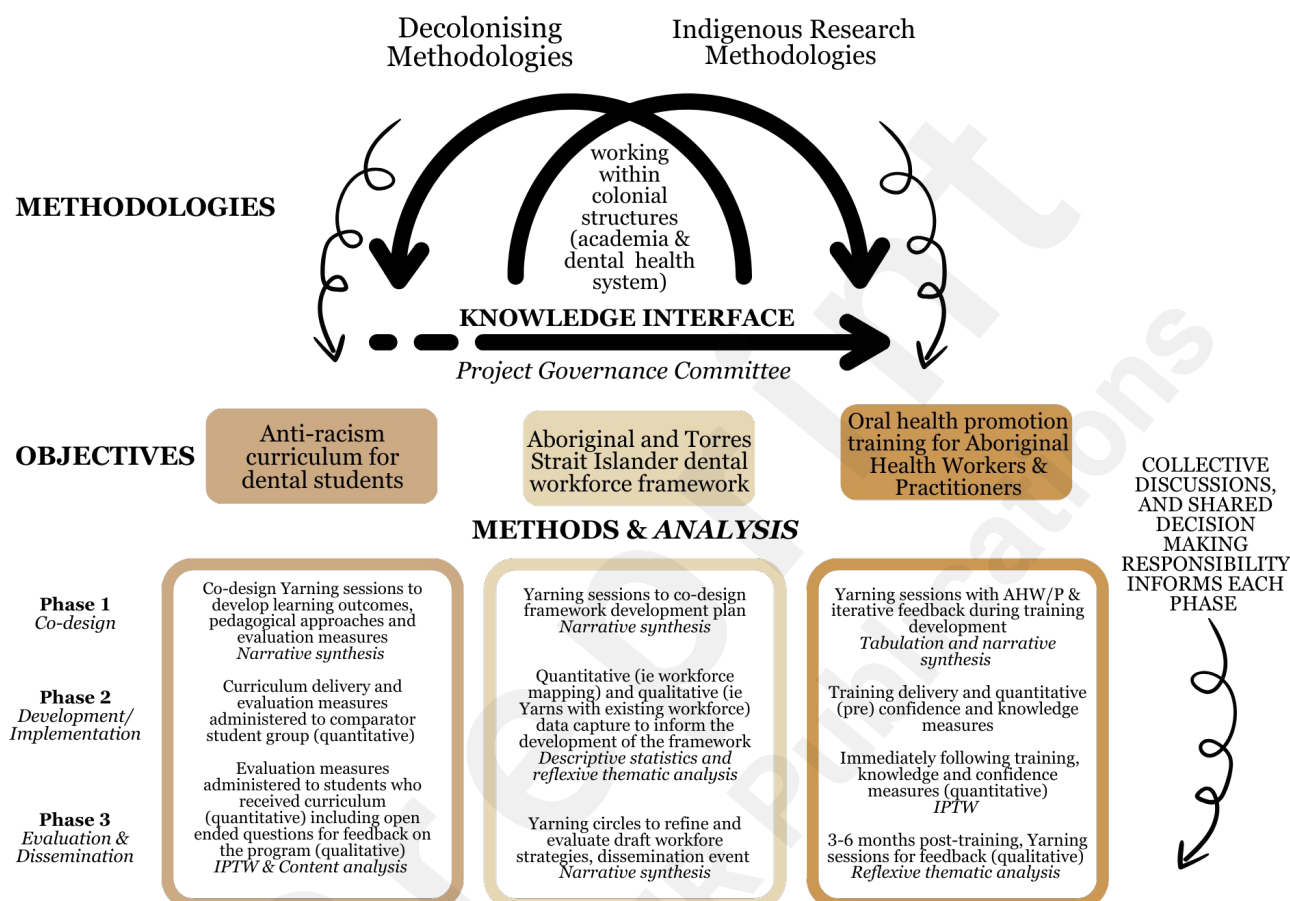 Decolonising
Methodologies
Indigenous Research
Methodologies
METHODOLOGIES
working
within
colonial
structures
(academia &
dental health
system)
KNOWLEDGE INTERFACE
Project Governance Committee
OBJECTIVES
Anti-racism
curriculum for
dental students
Aboriginal and Torres
Strait Islander dental
workforce framework
Oral health promotion
training for Aboriginal
Health Workers &
Practitioners
COLLECTIVE
DISCUSSIONS,
AND SHARED
DECISION
MAKING
RESPONSIBILITY
INFORMS EACH
PHASE
METHODS & ANALYSIS
Phase 1
Co-design
Co-design Yarning sessions to
develop learning outcomes,
pedagogical approaches and
evaluation measures
Narrative synthesis
Yarning sessions to co-design
framework development plan
Narrative synthesis
Yarning sessions with AHW/P &
iterative feedback during training
development
Tabulation and narrative
synthesis
Phase 2
Development/
Implementation
Curriculum delivery and
evaluation measures
administered to comparator
student group (quantitative)
Quantitative (ie workforce
mapping) and qualitative (ie
Yarns with existing workforce)
data capture to inform the
development of the framework
Descriptive statistics and
reflexive thematic analysis
Training delivery and quantitative
(pre) confidence and knowledge
measures
Immediately following training,
knowledge and confidence
measures (quantitative)
IPTW
Phase 3
Evaluation &
Dissemination
Evaluation measures
administered to students who
received curriculum
(quantitative) including open
ended questions for feedback on
the program (qualitative)
IPTW & Content analysis
Yarning circles to refine and
evaluate draft workfore
strategies, dissemination event
Narrative synthesis
3-6 months post-training, Yarning
sessions for feedback (qualitative)
Reflexive thematic analysis
Preprint
Publications